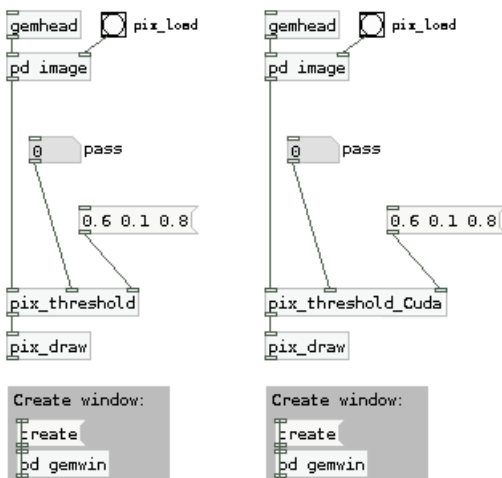 gemhead pix_load
pd image
0 pass
0.6 0.1 0.8
pix_threshold
pix_draw
Create window:
create
pd gemwin
gemhead pix_load
pd image
0 pass
0.6 0.1 0.8
pix_threshold_Cuda
pix_draw
Create window:
create
pd gemwin